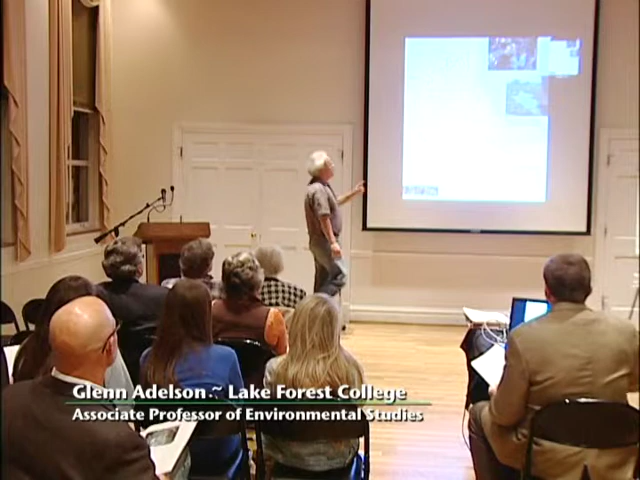 Glenn Adelson ~ Lake Forest College
Associate Professor of Environmental Studies